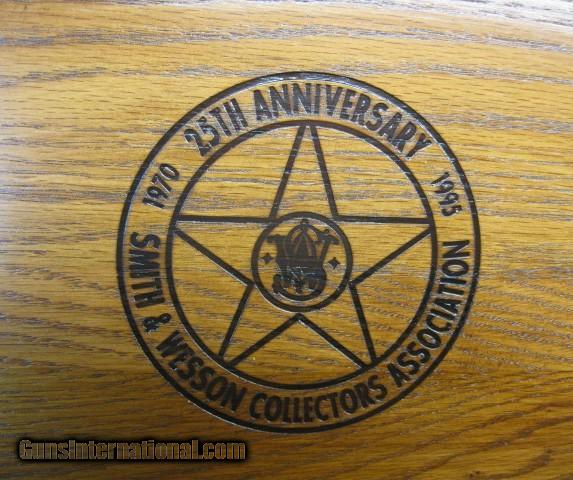 25TH ANNIVERSARY
1970
1995
SMITH & WESSON COLLECTORS ASSOCIATION
GunsInternational.com